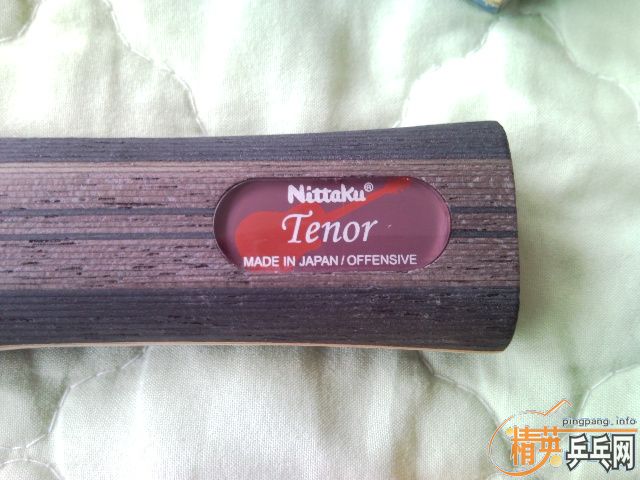 Nittaku®
Tenor
MADE IN JAPAN / OFFENSIVE
pingpang.info
精英乒乓网